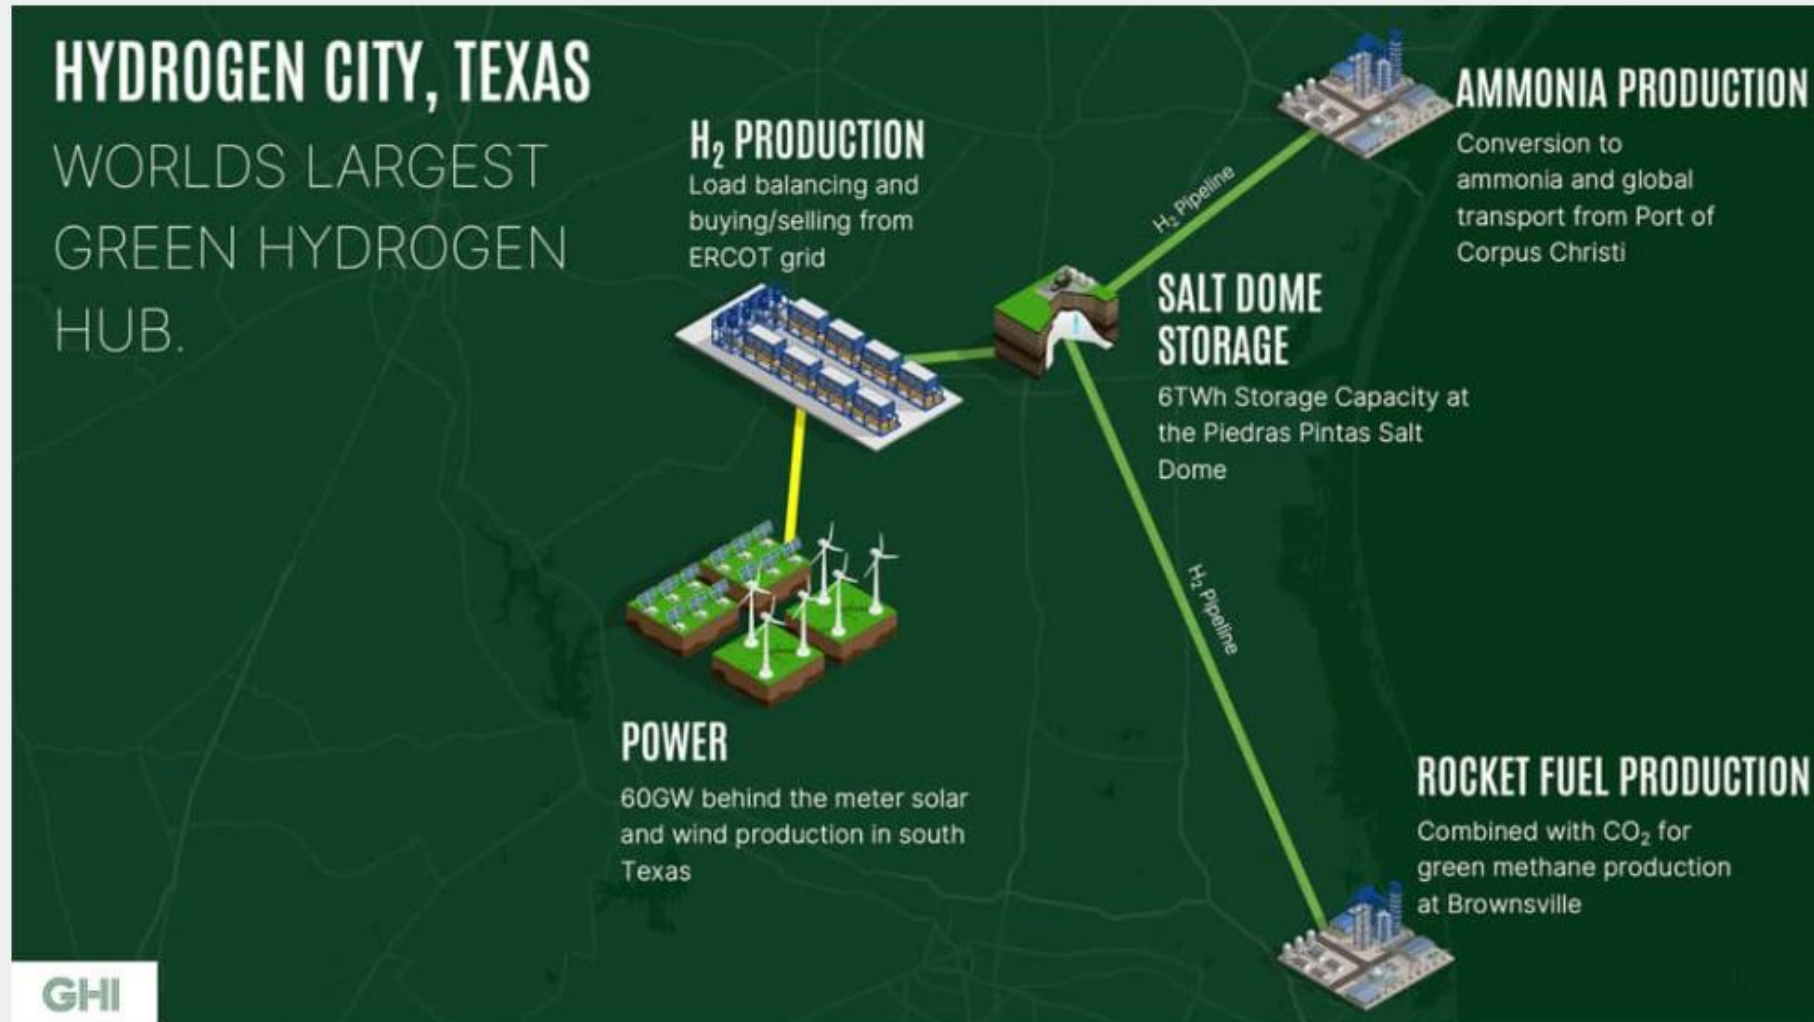 HYDROGEN CITY, TEXAS
WORLDS LARGEST
GREEN HYDROGEN
HUB.
H₂ PRODUCTION
Load balancing and
buying/selling from
ERCOT grid
AMMONIA PRODUCTION
Conversion to
ammonia and global
transport from Port of
Corpus Christi
H₂ Pipeline
SALT DOME
STORAGE
6TWh Storage Capacity at
the Piedras Pintas Salt
Dome
H₂ Pipeline
POWER
60GW behind the meter solar
and wind production in south
Texas
ROCKET FUEL PRODUCTION
Combined with CO₂ for
green methane production
at Brownsville
GHI